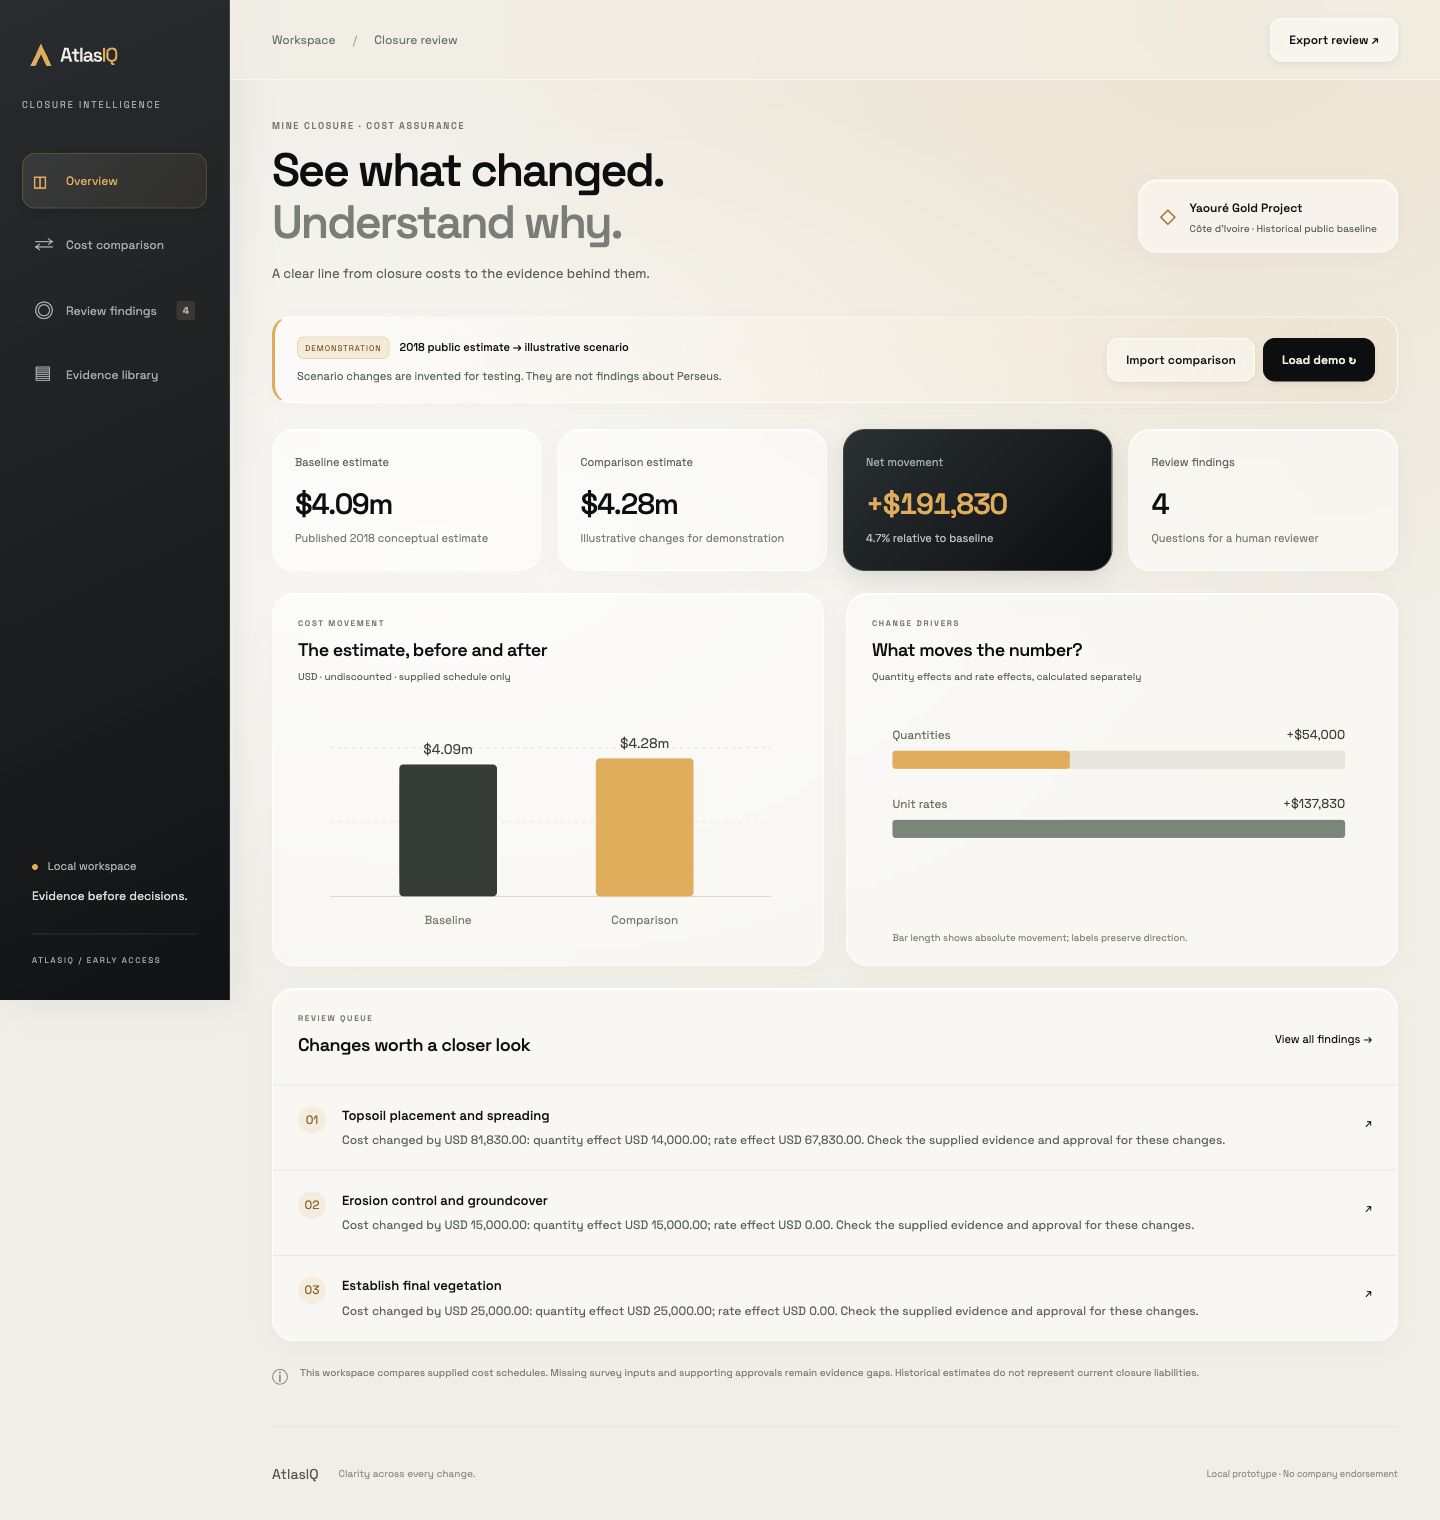 AtlasIQ
CLOSURE INTELLIGENCE
Overview
Cost comparison
Review findings 4
Evidence library
Local workspace
Evidence before decisions.
ATLASIQ / EARLY ACCESS
Workspace / Closure review
Export review ↗
MINE CLOSURE · COST ASSURANCE
See what changed.
Understand why.
A clear line from closure costs to the evidence behind them.
Yaouré Gold Project
Côte d'Ivoire · Historical public baseline
DEMONSTRATION 2018 public estimate → illustrative scenario
Scenario changes are invented for testing. They are not findings about Perseus.
Import comparison
Load demo ↻
Baseline estimate
$4.09m
Published 2018 conceptual estimate
Comparison estimate
$4.28m
Illustrative changes for demonstration
Net movement
+$191,830
4.7% relative to baseline
Review findings
4
Questions for a human reviewer
COST MOVEMENT
The estimate, before and after
USD · undiscounted · supplied schedule only
$4.09m
$4.28m
Baseline
Comparison
CHANGE DRIVERS
What moves the number?
Quantity effects and rate effects, calculated separately
Quantities +$54,000
Unit rates +$137,830
Bar length shows absolute movement; labels preserve direction.
REVIEW QUEUE
Changes worth a closer look
View all findings →
01 Topsoil placement and spreading ↗
Cost changed by USD 81,830.00: quantity effect USD 14,000.00; rate effect USD 67,830.00. Check the supplied evidence and approval for these changes.
02 Erosion control and groundcover ↗
Cost changed by USD 15,000.00: quantity effect USD 15,000.00; rate effect USD 0.00. Check the supplied evidence and approval for these changes.
03 Establish final vegetation ↗
Cost changed by USD 25,000.00: quantity effect USD 25,000.00; rate effect USD 0.00. Check the supplied evidence and approval for these changes.
ⓘ This workspace compares supplied cost schedules. Missing survey inputs and supporting approvals remain evidence gaps. Historical estimates do not represent current closure liabilities.
AtlasIQ Clarity across every change.
Local prototype · No company endorsement